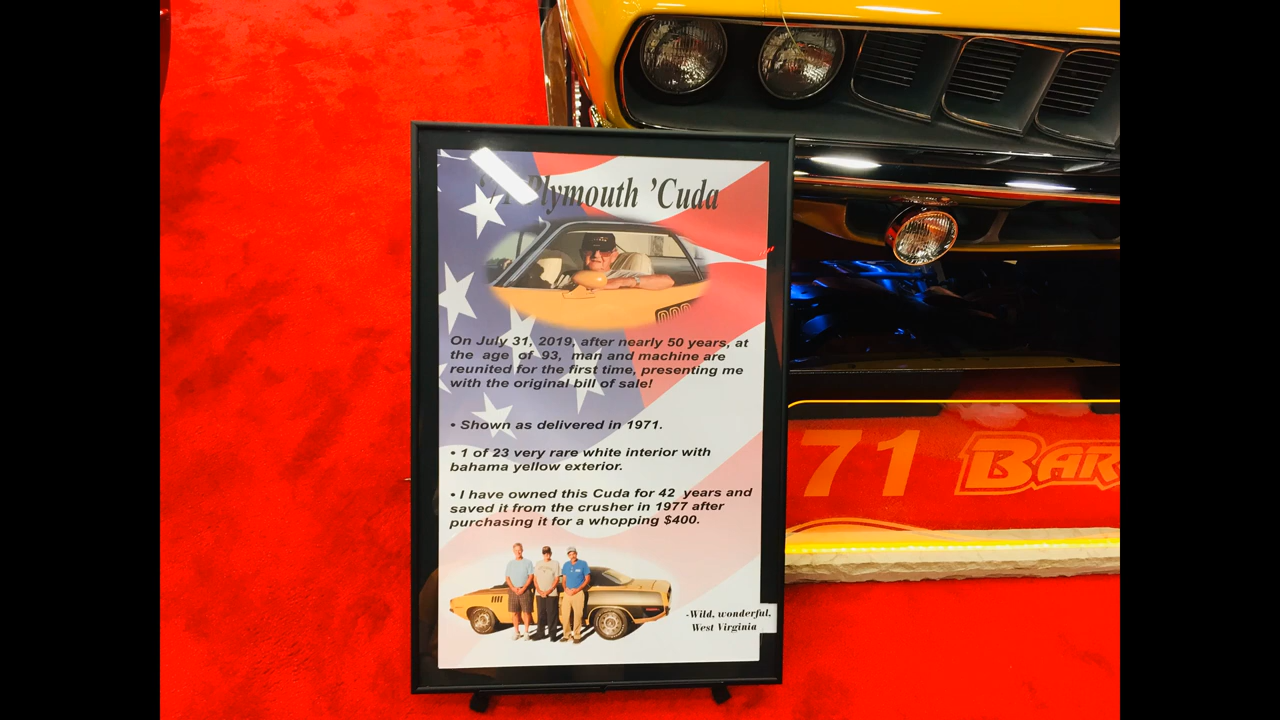 '71 Plymouth 'Cuda
On July 31, 2019, after nearly 50 years, at
the age of 93, man and machine are
reunited for the first time, presenting me
with the original bill of sale!
• Shown as delivered in 1971.
• 1 of 23 very rare white interior with
bahama yellow exterior.
• I have owned this Cuda for 42 years and
saved it from the crusher in 1977 after
purchasing it for a whopping $400.
-Wild, wonderful,
West Virginia
71 BAR